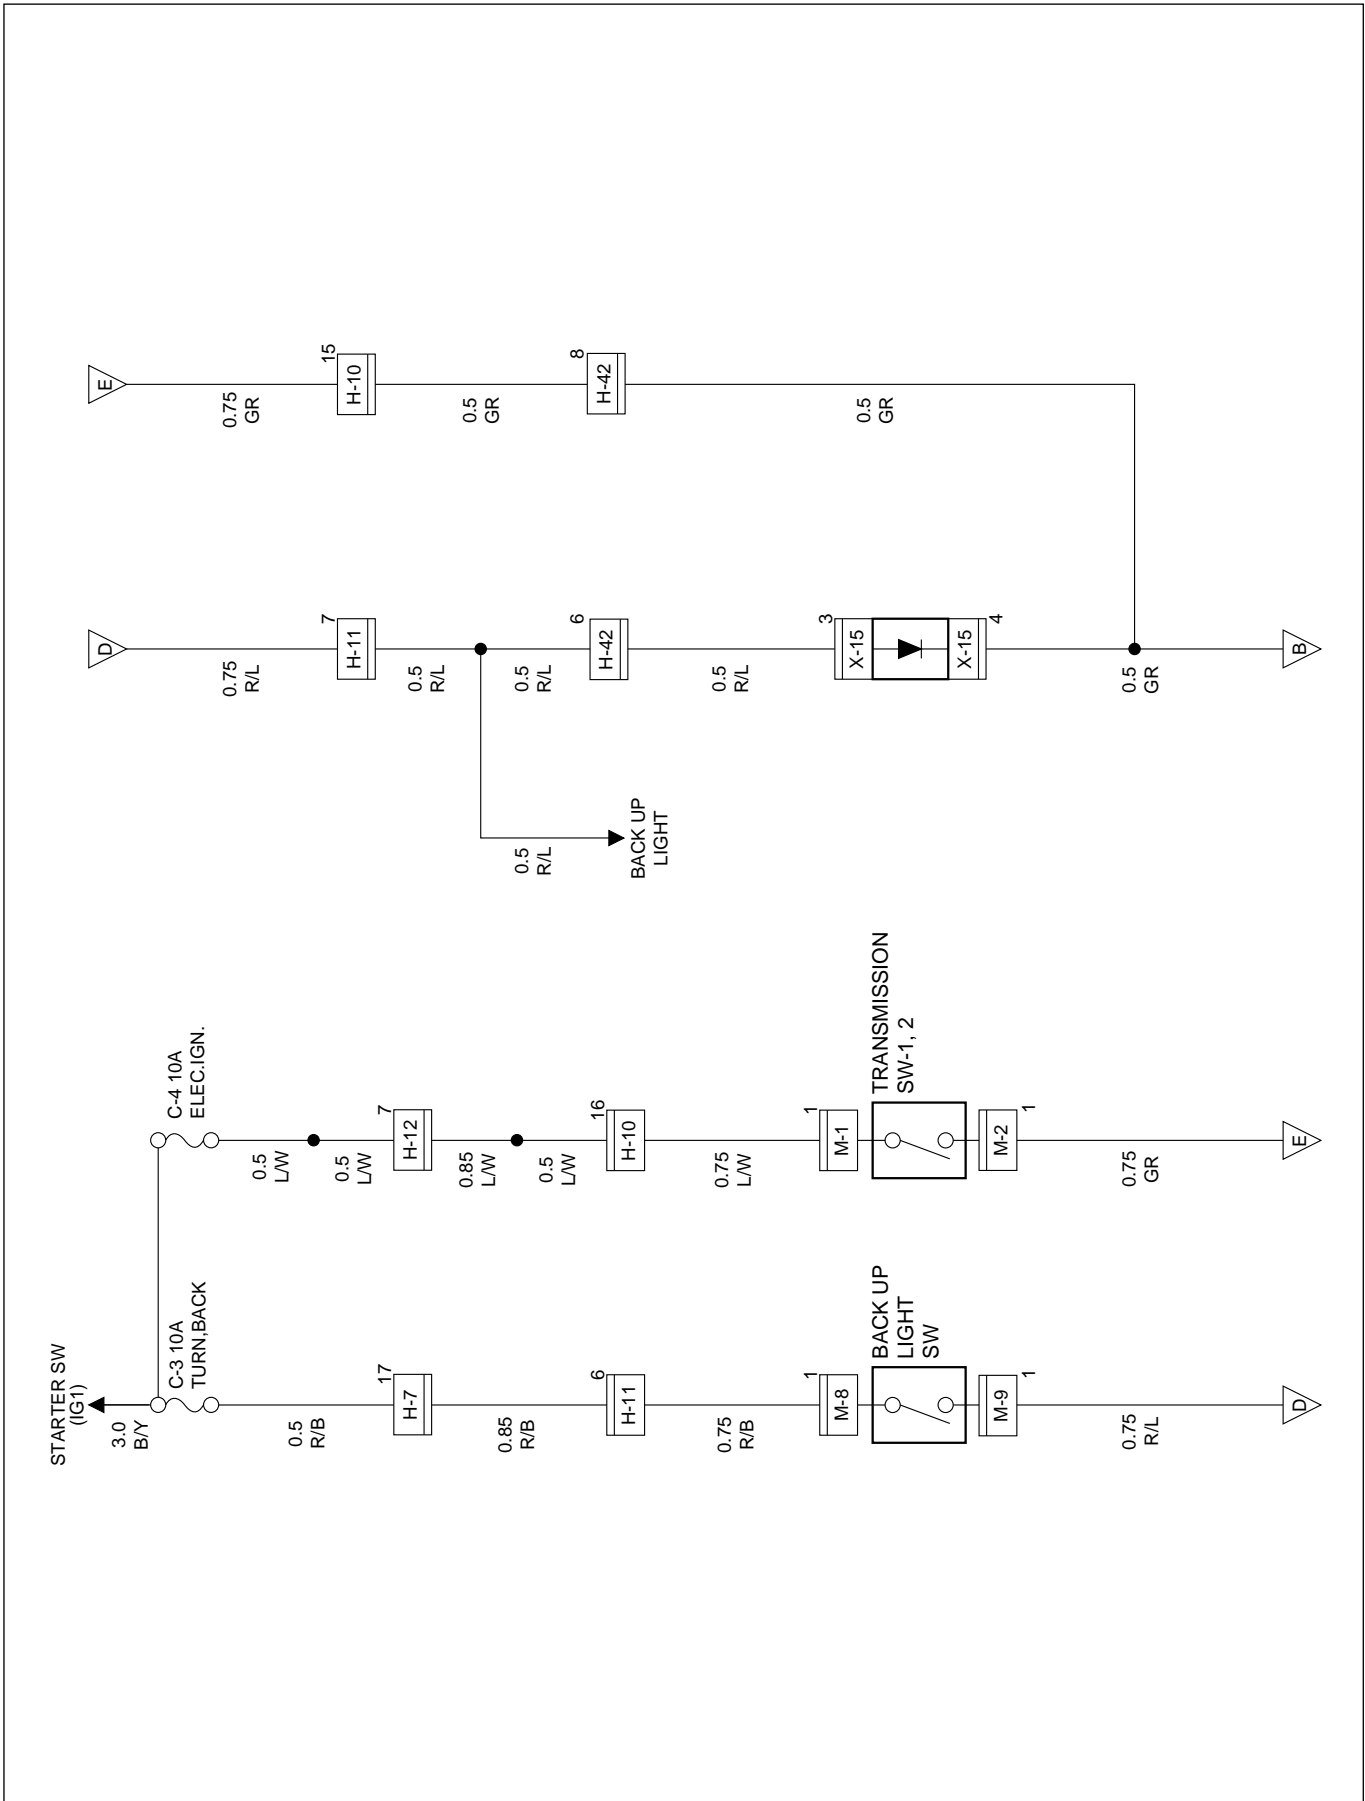 STARTER SW
(IG1)
3.0
B/Y
C-3 10A
TURN,BACK
0.5
R/B
17
H-7
0.85
R/B
6
H-11
0.75
R/B
1
M-8
BACK UP
LIGHT
SW
M-9
1
0.75
R/L
D
C-4 10A
ELEC.IGN.
0.5
L/W
0.5
L/W
7
H-12
0.85
L/W
0.5
L/W
16
H-10
0.75
L/W
1
M-1
TRANSMISSION
SW-1, 2
M-2
1
0.75
GR
E
D
0.75
R/L
7
H-11
0.5
R/L
0.5
R/L
BACK UP
LIGHT
0.5
R/L
6
H-42
0.5
R/L
3
X-15
X-15
4
0.5
GR
B
E
0.75
GR
15
H-10
0.5
GR
8
H-42
0.5
GR